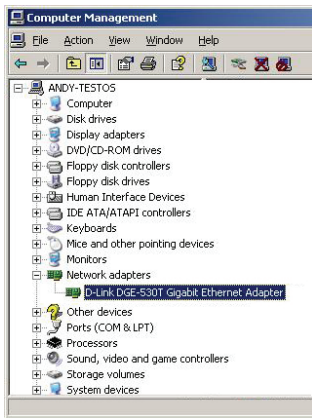 Computer Management
File Action View Window Help
ANDY-TESTOS
Computer
Disk drives
Display adapters
DVD/CD-ROM drives
Floppy disk controllers
Floppy disk drives
Human Interface Devices
IDE ATA/ATAPI controllers
Keyboards
Mice and other pointing devices
Monitors
Network adapters
D-Link DGE-530T Gigabit Ethernet Adapter
Other devices
Ports (COM & LPT)
Processors
Sound, video and game controllers
Storage volumes
System devices